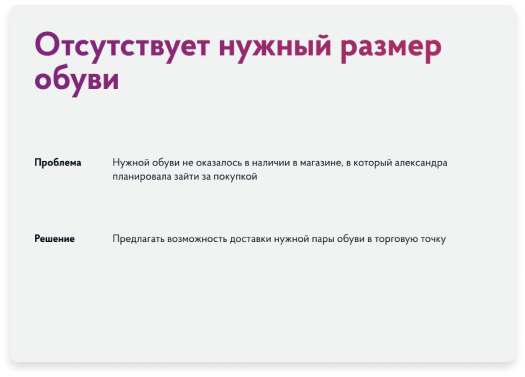 Отсутствует нужный размер
обуви
Проблема
Нужной обуви не оказалось в наличии в магазине, в который александра
планировала зайти за покупкой
Решение
Предлагать возможность доставки нужной пары обуви в торговую точку